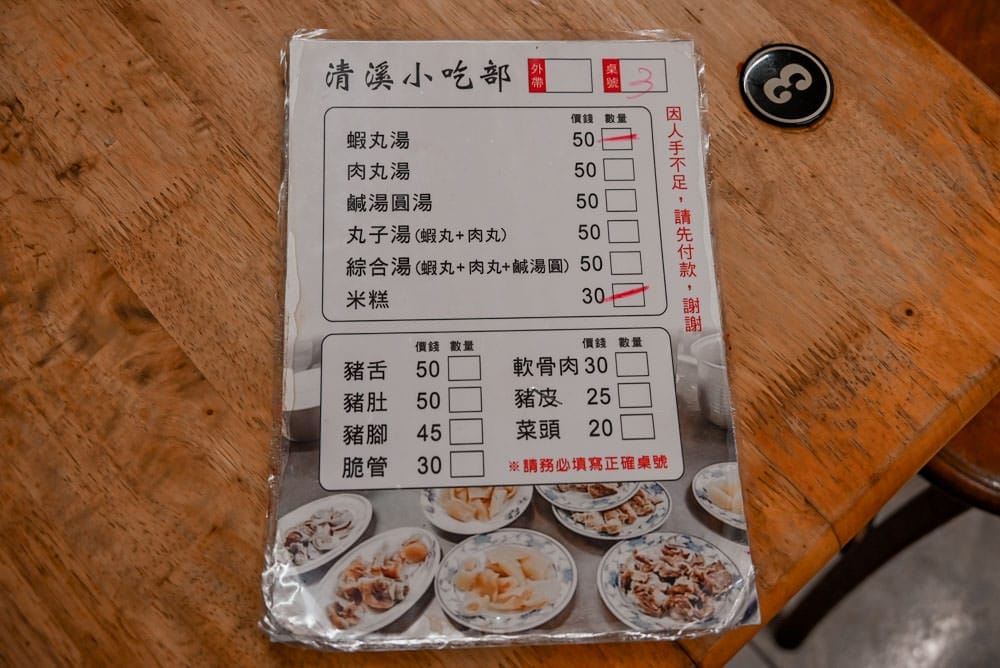 清溪小吃部 外帶 桌號 3
3
價錢 數量
蝦丸湯 50
肉丸湯 50
鹹湯圓湯 50
丸子湯(蝦丸+肉丸) 50
綜合湯(蝦丸+肉丸+鹹湯圓) 50
米糕 30
因人手不足，請先付款，謝謝
價錢 數量 價錢 數量
豬舌 50 軟骨肉 30
豬肚 50 豬皮 25
豬腳 45 菜頭 20
脆管 30 ※請務必填寫正確桌號